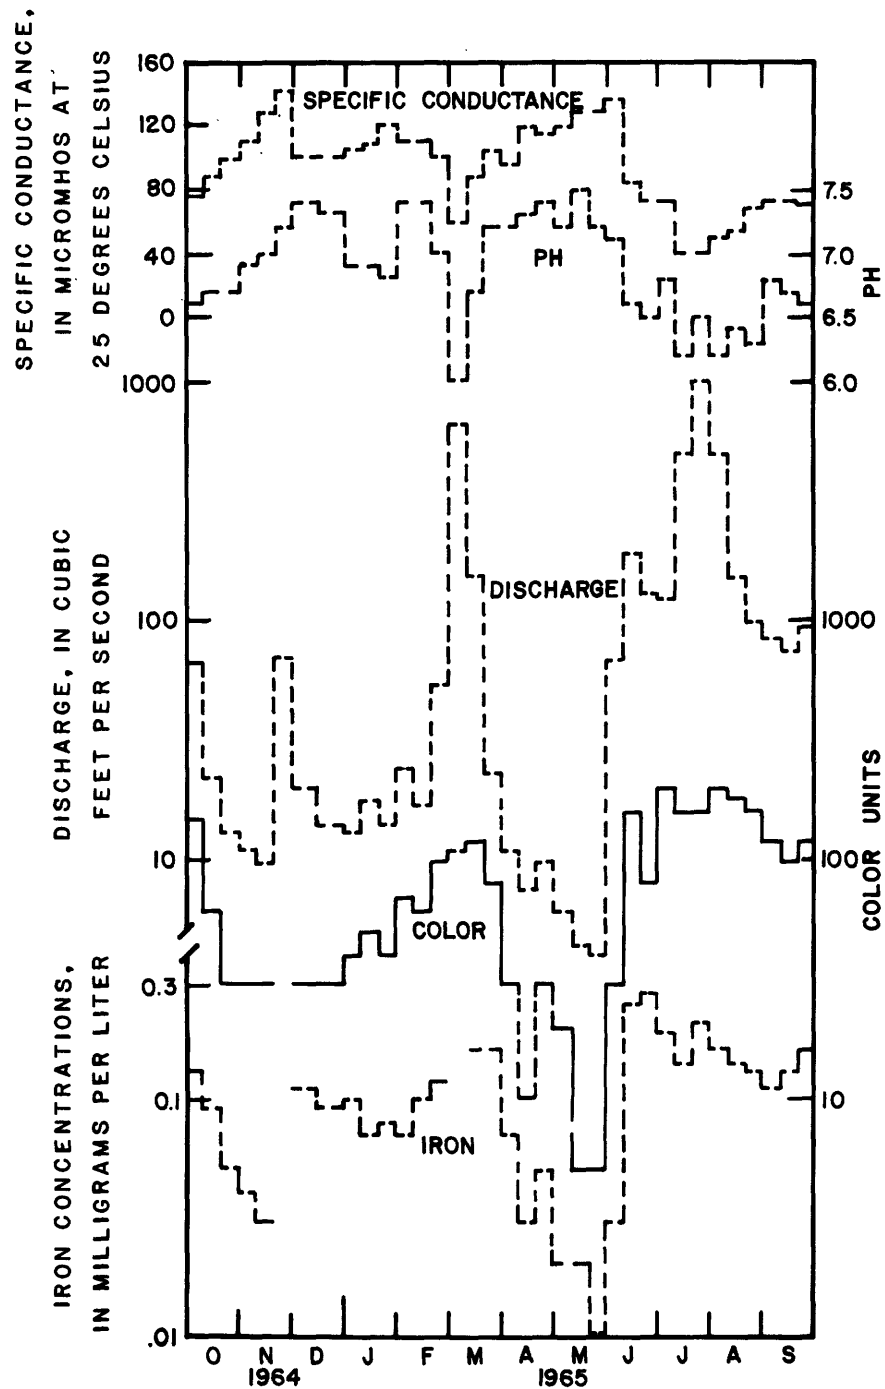 SPECIFIC CONDUCTANCE,
IN MICROMHOS AT
25 DEGREES CELSIUS
160
120
80
40
0
SPECIFIC CONDUCTANCE
PH
7.5
7.0
6.5
6.0
PH
DISCHARGE, IN CUBIC
FEET PER SECOND
1000
100
10
DISCHARGE
COLOR
1000
100
10
COLOR UNITS
IRON CONCENTRATIONS,
IN MILLIGRAMS PER LITER
0.3
0.1
.01
IRON
O N D J F M A M J J A S
1964 1965